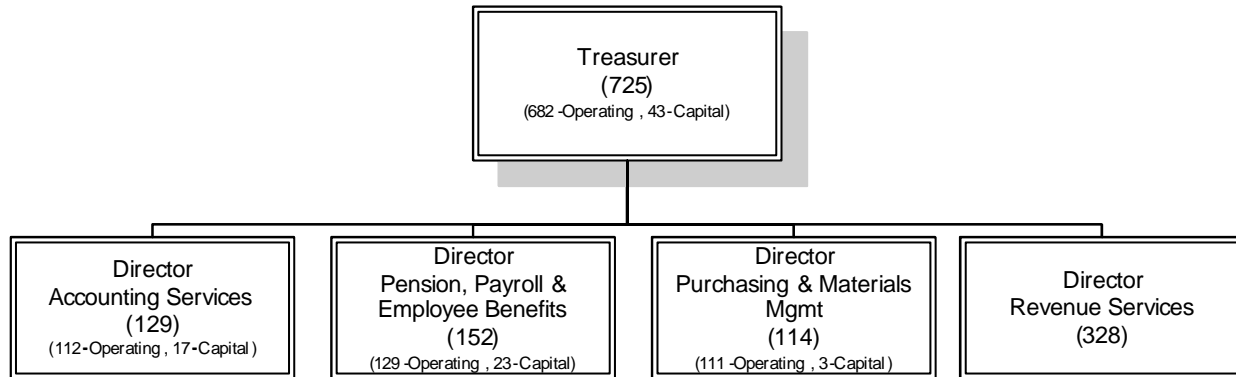 Treasurer
(725)
(682-Operating , 43-Capital)
Director
Accounting Services
(129)
(112-Operating , 17-Capital)
Director
Pension, Payroll &
Employee Benefits
(152)
(129-Operating , 23-Capital)
Director
Purchasing & Materials
Mgmt
(114)
(111-Operating , 3-Capital)
Director
Revenue Services
(328)